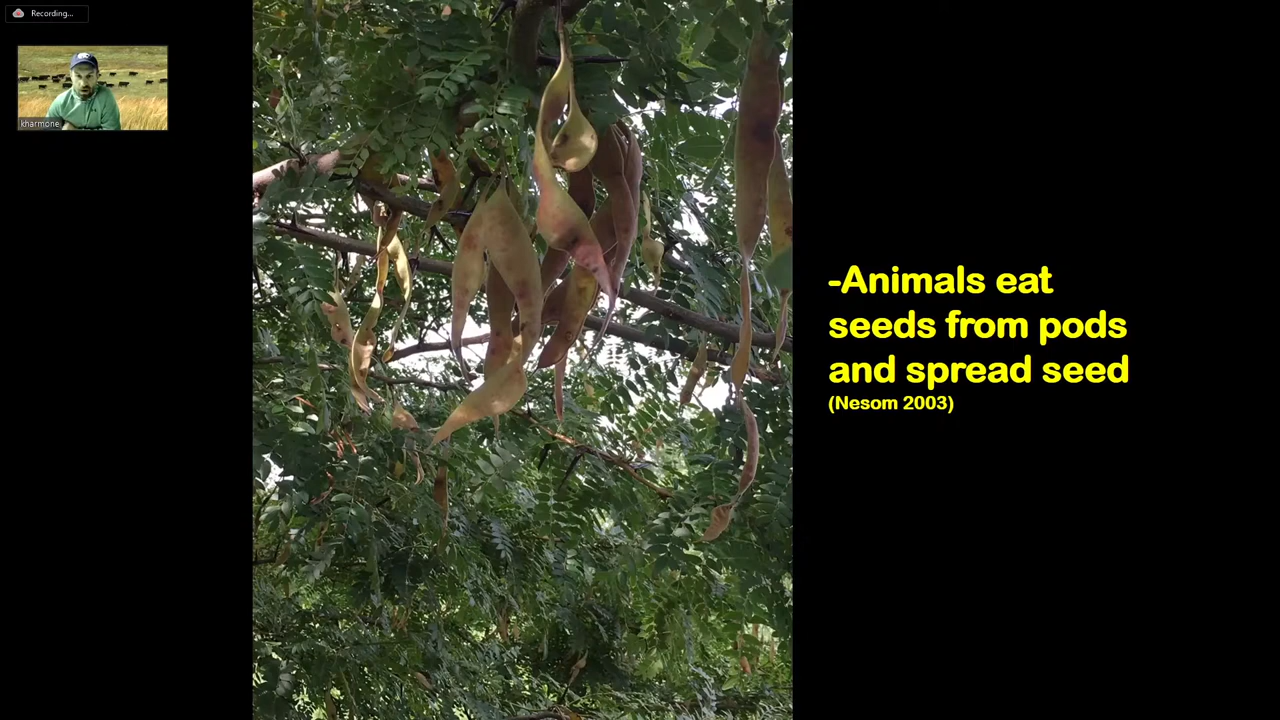 Recording...
kharmone
-Animals eat
seeds from pods
and spread seed
(Nesom 2003)